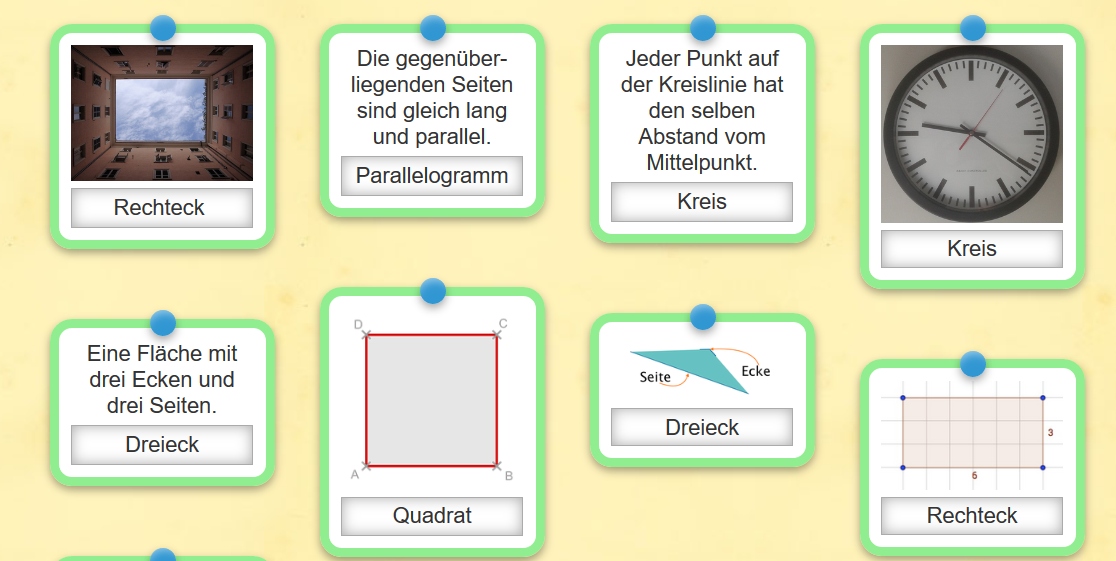 Rechteck
Die gegenüber-
liegenden Seiten
sind gleich lang
und parallel.
Parallelogramm
Jeder Punkt auf
der Kreislinie hat
den selben
Abstand vom
Mittelpunkt.
Kreis
Kreis
Eine Fläche mit
drei Ecken und
drei Seiten.
Dreieck
D C
A B
Quadrat
Seite Ecke
Dreieck
3
6
Rechteck